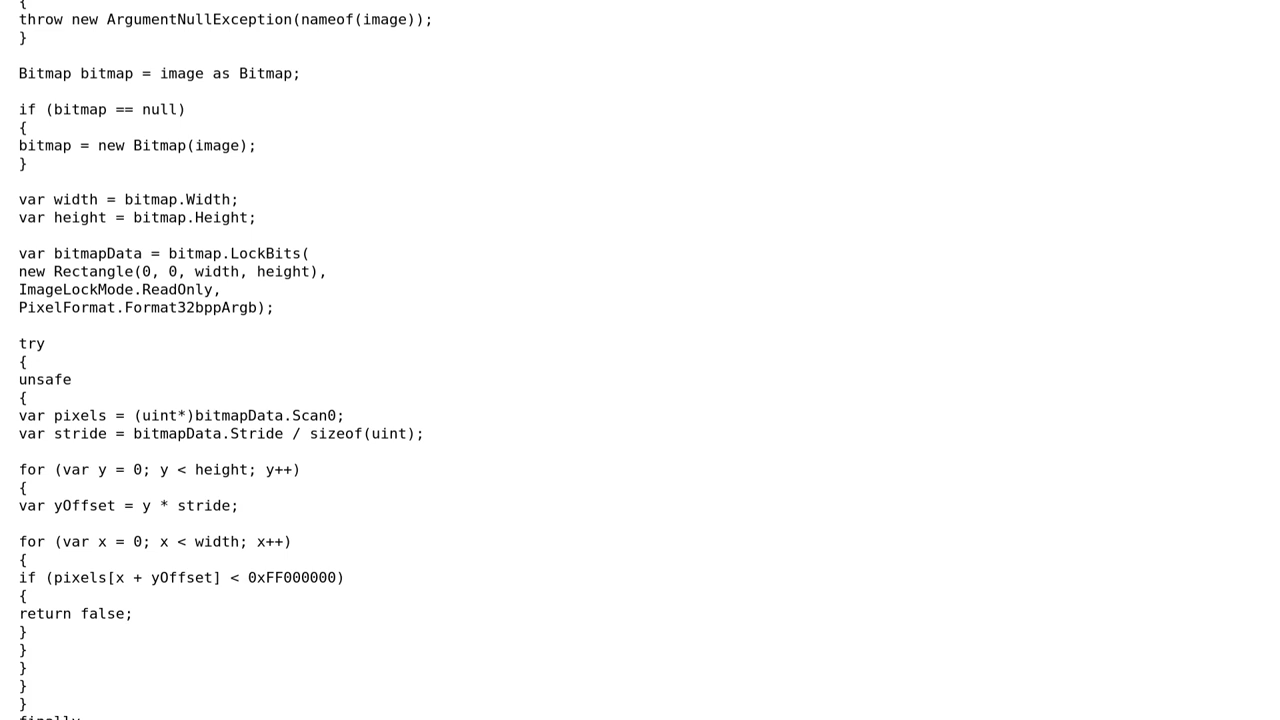 {
throw new ArgumentNullException(nameof(image));
}

Bitmap bitmap = image as Bitmap;

if (bitmap == null)
{
bitmap = new Bitmap(image);
}

var width = bitmap.Width;
var height = bitmap.Height;

var bitmapData = bitmap.LockBits(
new Rectangle(0, 0, width, height),
ImageLockMode.ReadOnly,
PixelFormat.Format32bppArgb);

try
{
unsafe
{
var pixels = (uint*)bitmapData.Scan0;
var stride = bitmapData.Stride / sizeof(uint);

for (var y = 0; y < height; y++)
{
var yOffset = y * stride;

for (var x = 0; x < width; x++)
{
if (pixels[x + yOffset] < 0xFF000000)
{
return false;
}
}
}
}
}
finally